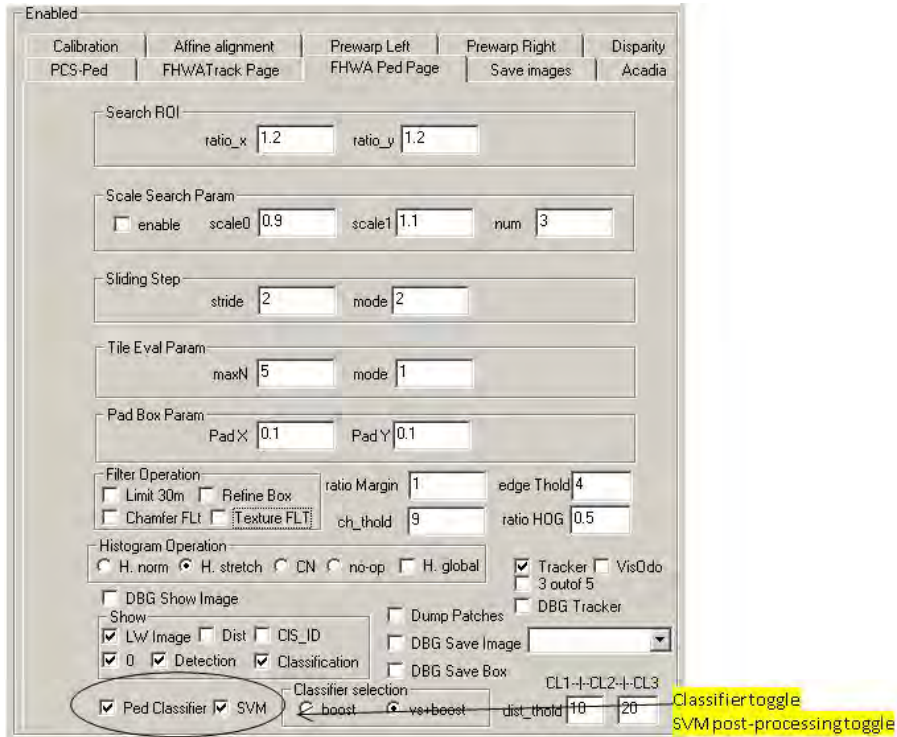 Enabled
Calibration Affine alignment Prewarp Left Prewarp Right Disparity
PCS-Ped FHWATrack Page FHWA Ped Page Save images Acadia
Search ROI
ratio_x 1.2 ratio_y 1.2
Scale Search Param
enable scale0 0.9 scale1 1.1 num 3
Sliding Step
stride 2 mode 2
Tile Eval Param
maxN 5 mode 1
Pad Box Param
Pad X 0.1 Pad Y 0.1
Filter Operation
Limit 30m Refine Box ratio Margin 1 edge Thold 4
Chamfer FLt Texture FLT ch_thold 9 ratio HOG 0.5
Histogram Operation
H. norm H. stretch CN no-op H. global Tracker VisOdo
3 outof 5
DBG Show Image DBG Tracker
Show Dump Patches
LW Image Dist CIS_ID DBG Save Image
0 Detection Classification DBG Save Box
Classifier selection CL1-|-CL2-|-CL3
Ped Classifier SVM boost vs+boost dist_thold 10 20
Classifier toggle
SVM post-processing toggle